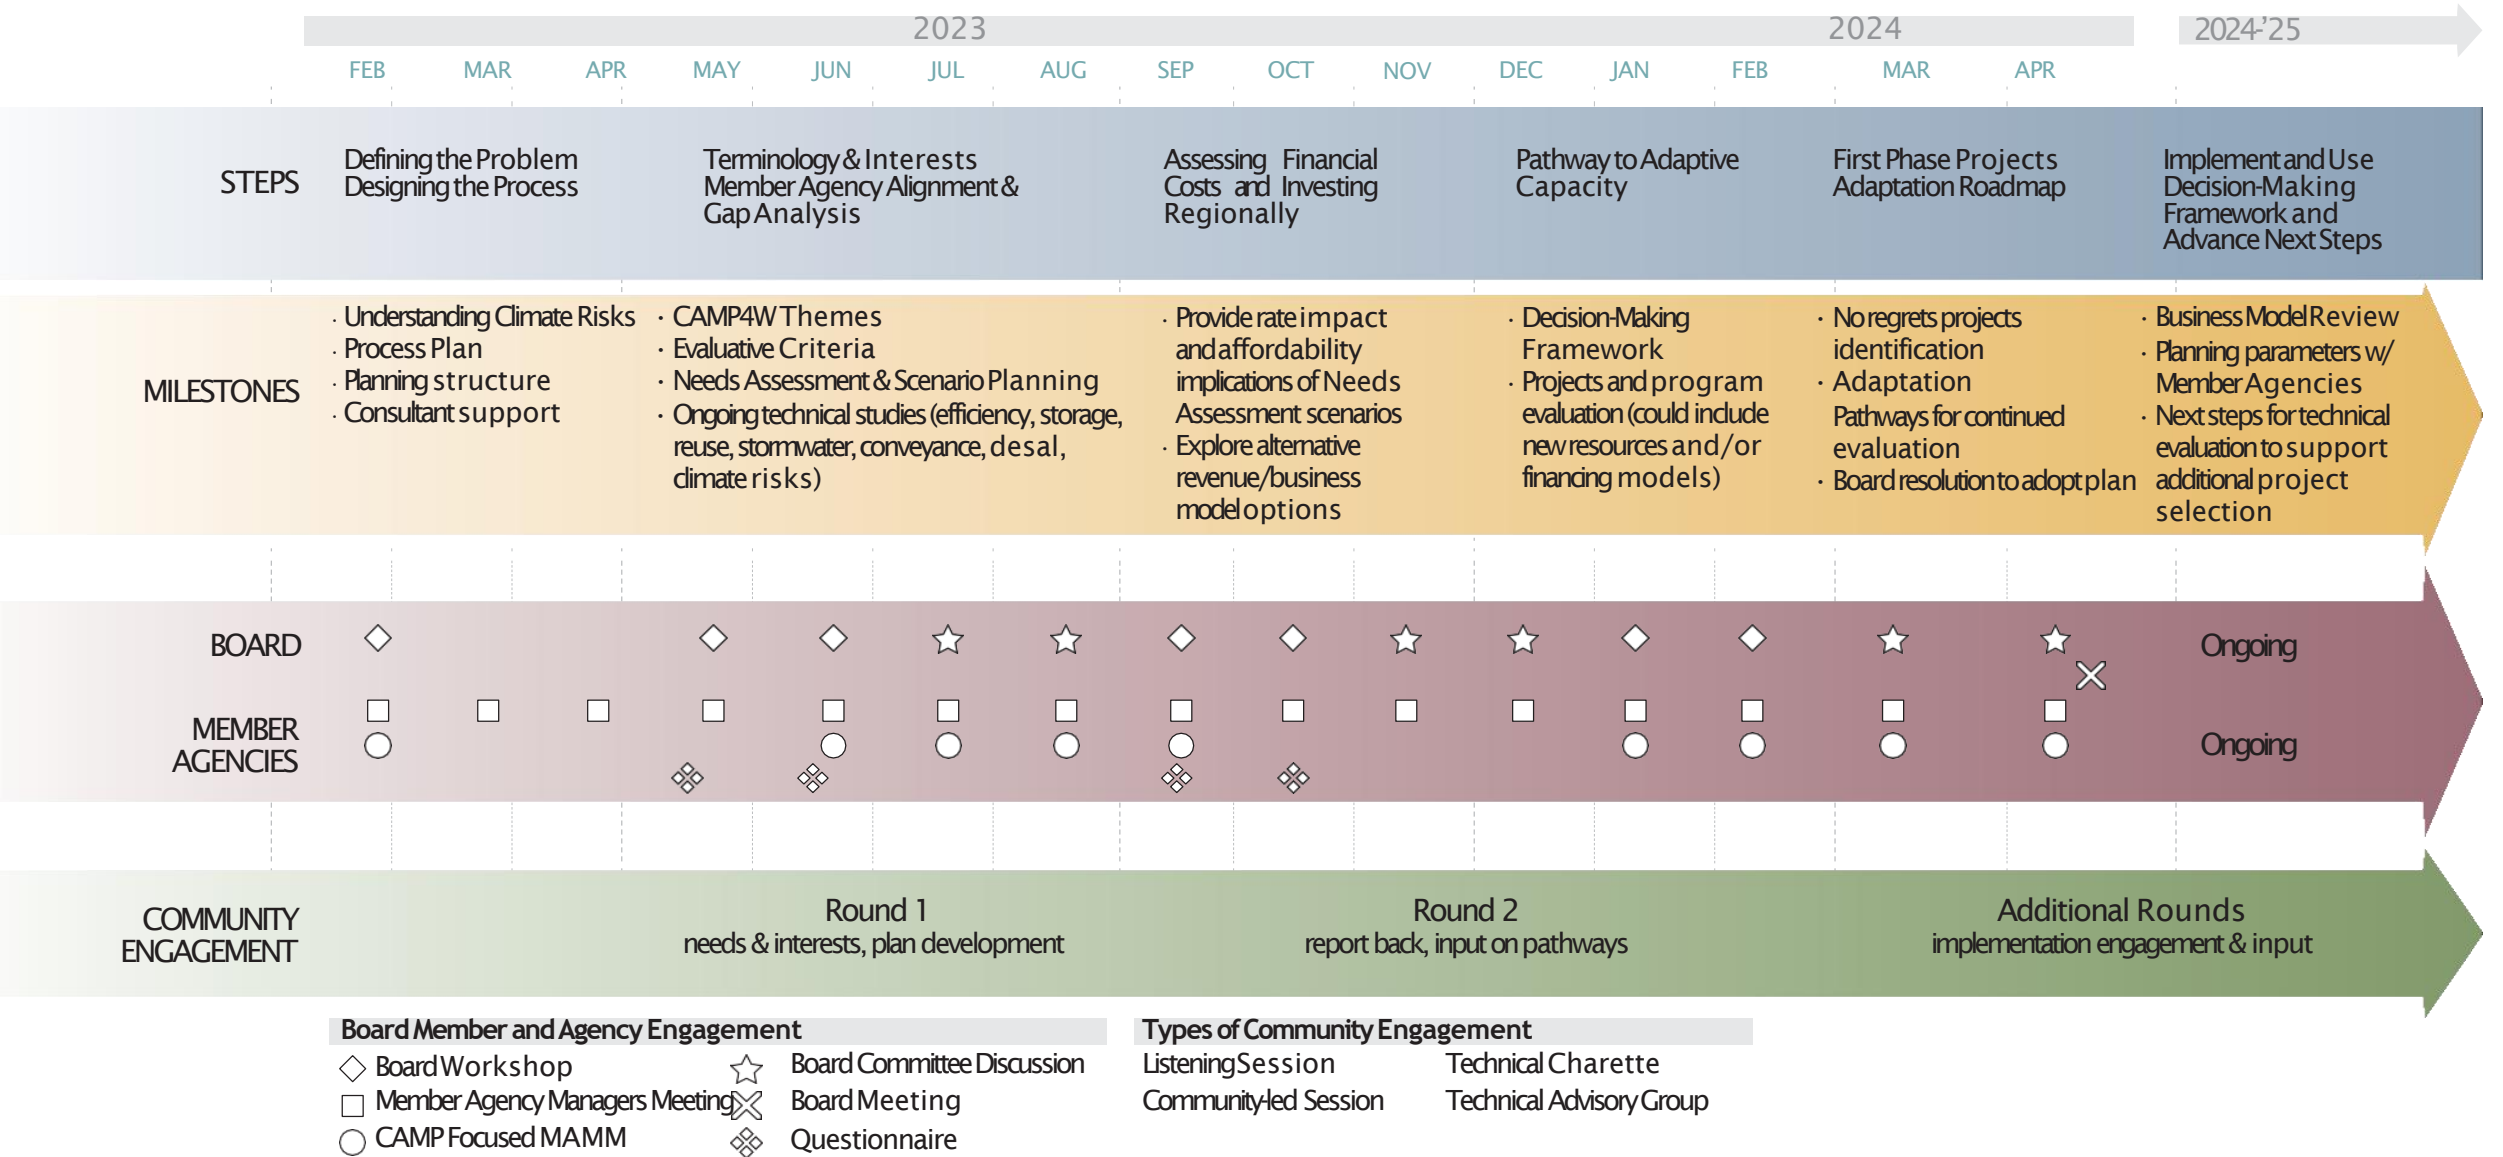 2023
2024
2024-’25
FEB MAR APR MAY JUN JUL AUG SEP OCT NOV DEC JAN FEB MAR APR
STEPS
Defining the Problem
Designing the Process
Terminology & Interests
Member Agency Alignment &
Gap Analysis
Assessing Financial
Costs and Investing
Regionally
Pathway to Adaptive
Capacity
First Phase Projects
Adaptation Roadmap
Implement and Use
Decision-Making
Framework and
Advance Next Steps
MILESTONES
· Understanding Climate Risks
· Process Plan
· Planning structure
· Consultant support
· CAMP4W Themes
· Evaluative Criteria
· Needs Assessment & Scenario Planning
· Ongoing technical studies (efficiency, storage,
reuse, stormwater, conveyance, desal,
climate risks)
· Provide rate impact
and affordability
implications of Needs
Assessment scenarios
· Explore alternative
revenue/business
model options
· Decision-Making
Framework
· Projects and program
evaluation (could include
new resources and/or
financing models)
· No regrets projects
identification
· Adaptation
Pathways for continued
evaluation
· Board resolution to adopt plan
· Business Model Review
· Planning parameters w/
Member Agencies
· Next steps for technical
evaluation to support
additional project
selection
BOARD
Ongoing
MEMBER
AGENCIES
Ongoing
COMMUNITY
ENGAGEMENT
Round 1
needs & interests, plan development
Round 2
report back, input on pathways
Additional Rounds
implementation engagement & input
Board Member and Agency Engagement
Board Workshop
Member Agency Managers Meeting
CAMP Focused MAMM
Board Committee Discussion
Board Meeting
Questionnaire
Types of Community Engagement
Listening Session
Community-led Session
Technical Charette
Technical Advisory Group